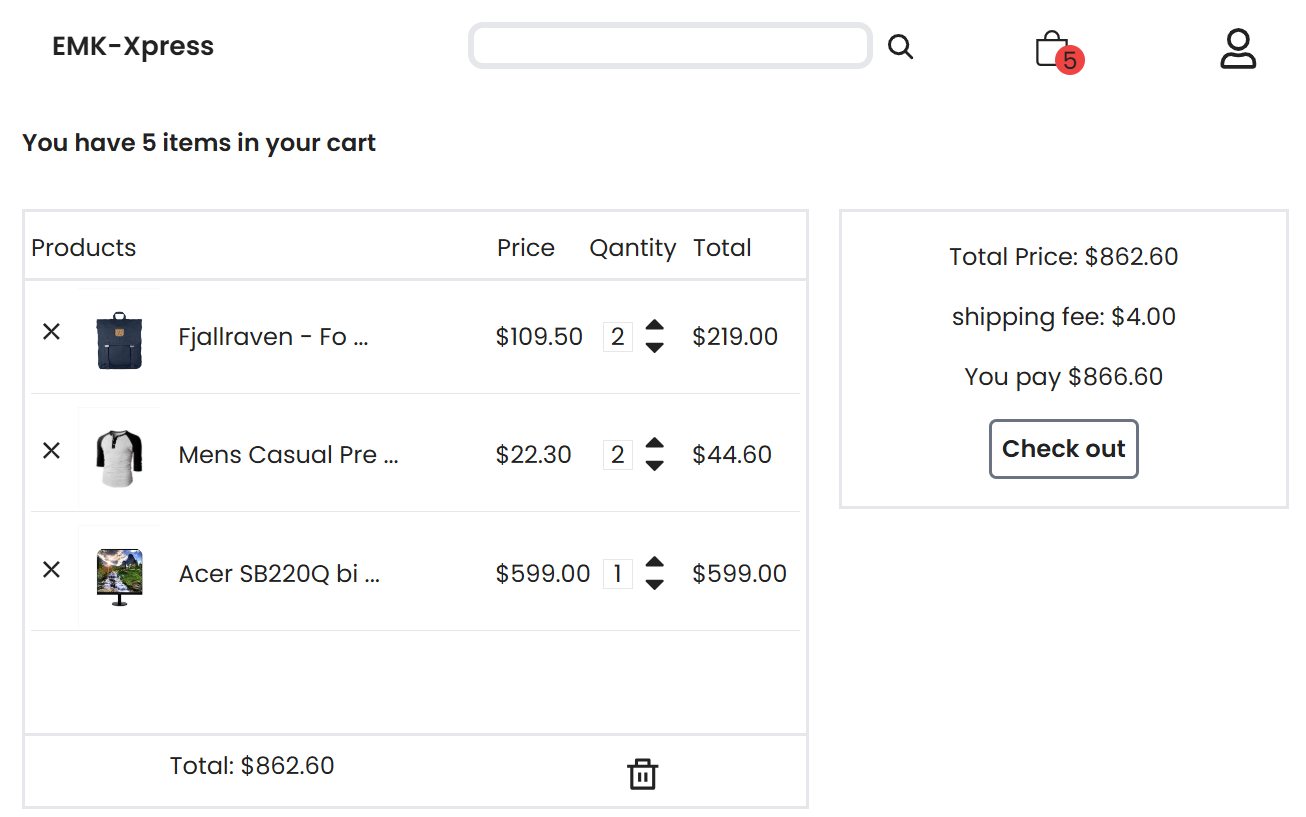 EMK-Xpress
5
You have 5 items in your cart
Products Price Qantity Total
Fjallraven - Fo ... $109.50 2 $219.00
Mens Casual Pre ... $22.30 2 $44.60
Acer SB220Q bi ... $599.00 1 $599.00
Total: $862.60
Total Price: $862.60
shipping fee: $4.00
You pay $866.60
Check out